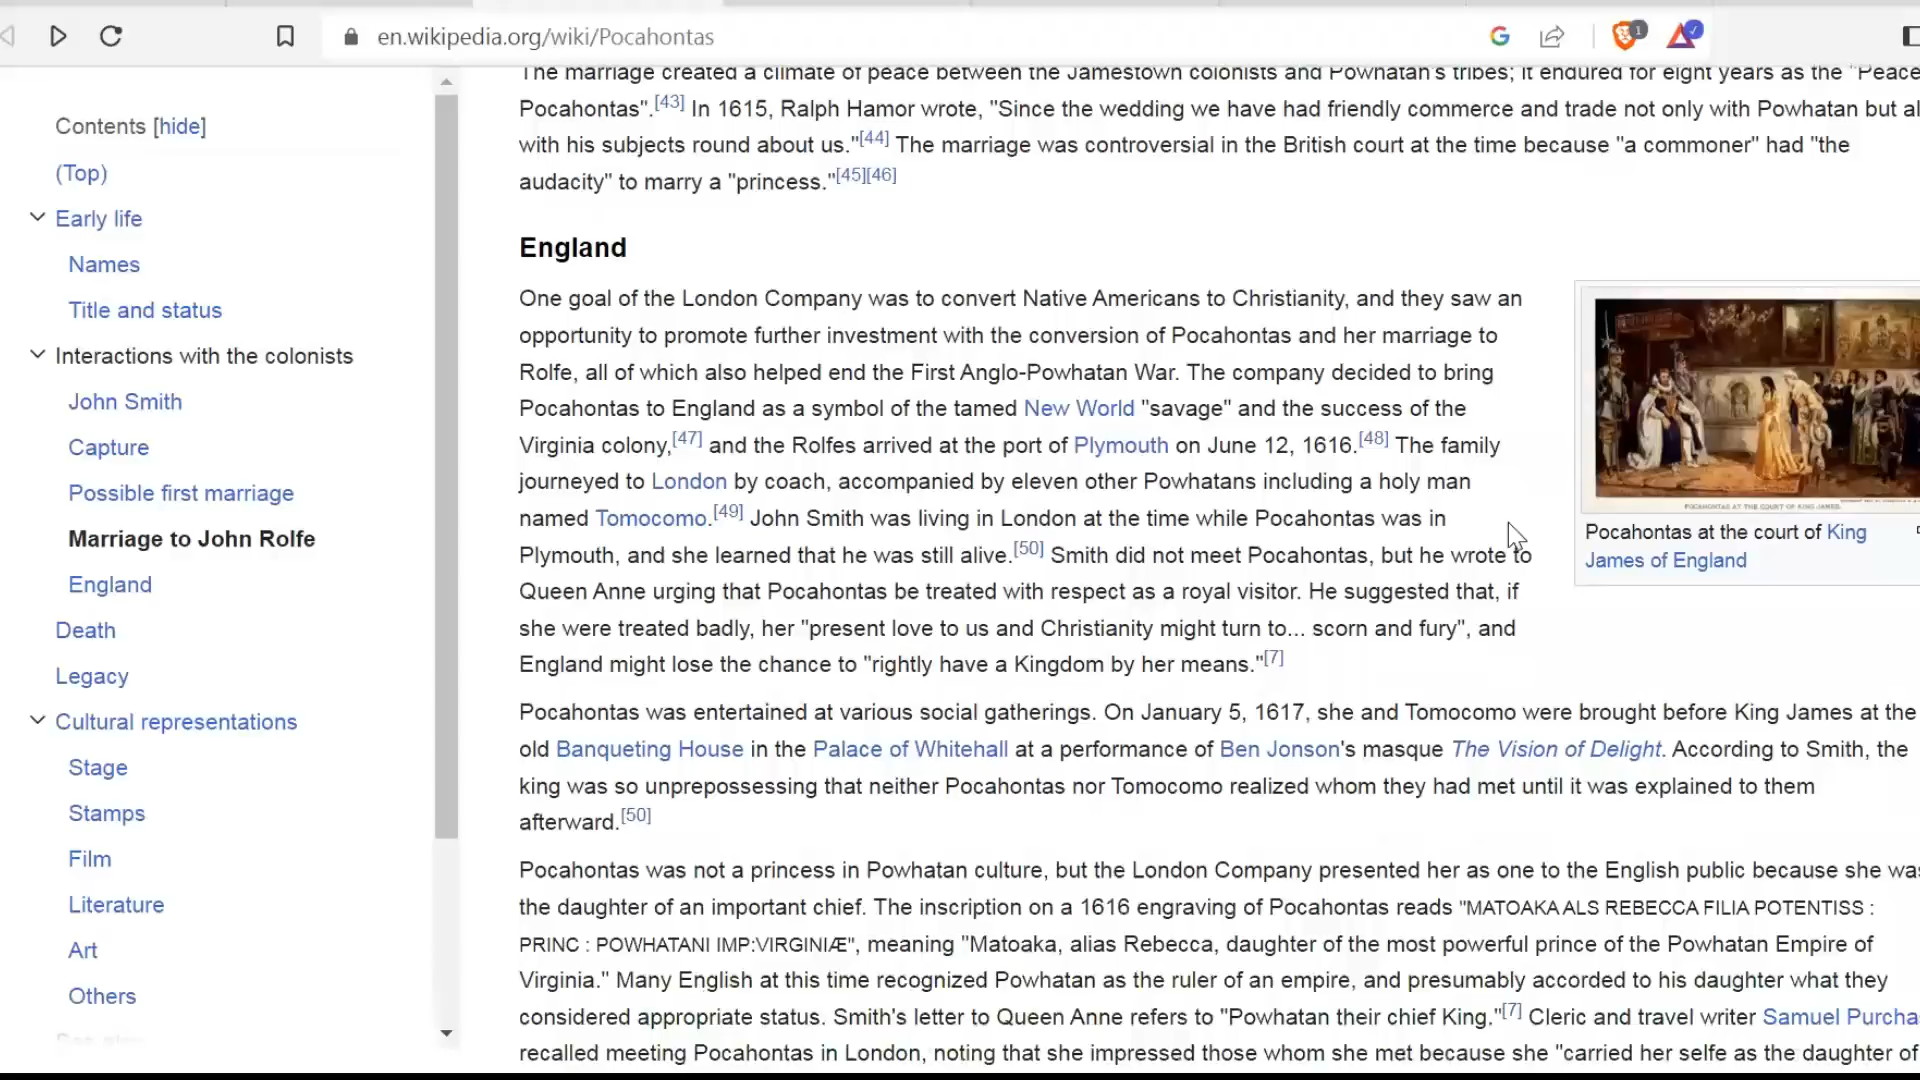 en.wikipedia.org/wiki/Pocahontas
1
Contents [hide]
(Top)
Early life
Names
Title and status
Interactions with the colonists
John Smith
Capture
Possible first marriage
Marriage to John Rolfe
England
Death
Legacy
Cultural representations
Stage
Stamps
Film
Literature
Art
Others
The marriage created a climate of peace between the Jamestown colonists and Powhatan's tribes; it endured for eight years as the "Peace
Pocahontas".[43] In 1615, Ralph Hamor wrote, "Since the wedding we have had friendly commerce and trade not only with Powhatan but al
with his subjects round about us."[44] The marriage was controversial in the British court at the time because "a commoner" had "the
audacity" to marry a "princess."[45][46]
England
One goal of the London Company was to convert Native Americans to Christianity, and they saw an
opportunity to promote further investment with the conversion of Pocahontas and her marriage to
Rolfe, all of which also helped end the First Anglo-Powhatan War. The company decided to bring
Pocahontas to England as a symbol of the tamed New World "savage" and the success of the
Virginia colony,[47] and the Rolfes arrived at the port of Plymouth on June 12, 1616.[48] The family
journeyed to London by coach, accompanied by eleven other Powhatans including a holy man
named Tomocomo.[49] John Smith was living in London at the time while Pocahontas was in
Plymouth, and she learned that he was still alive.[50] Smith did not meet Pocahontas, but he wrote to
Queen Anne urging that Pocahontas be treated with respect as a royal visitor. He suggested that, if
she were treated badly, her "present love to us and Christianity might turn to... scorn and fury", and
England might lose the chance to "rightly have a Kingdom by her means."[7]
POCAHONTAS AT THE COURT OF KING JAMES.
Pocahontas at the court of King
James of England
Pocahontas was entertained at various social gatherings. On January 5, 1617, she and Tomocomo were brought before King James at the
old Banqueting House in the Palace of Whitehall at a performance of Ben Jonson's masque The Vision of Delight. According to Smith, the
king was so unprepossessing that neither Pocahontas nor Tomocomo realized whom they had met until it was explained to them
afterward.[50]
Pocahontas was not a princess in Powhatan culture, but the London Company presented her as one to the English public because she was
the daughter of an important chief. The inscription on a 1616 engraving of Pocahontas reads "MATOAKA ALS REBECCA FILIA POTENTISS :
PRINC : POWHATANI IMP:VIRGINIÆ", meaning "Matoaka, alias Rebecca, daughter of the most powerful prince of the Powhatan Empire of
Virginia." Many English at this time recognized Powhatan as the ruler of an empire, and presumably accorded to his daughter what they
considered appropriate status. Smith's letter to Queen Anne refers to "Powhatan their chief King."[7] Cleric and travel writer Samuel Purcha
recalled meeting Pocahontas in London, noting that she impressed those whom she met because she "carried her selfe as the daughter of